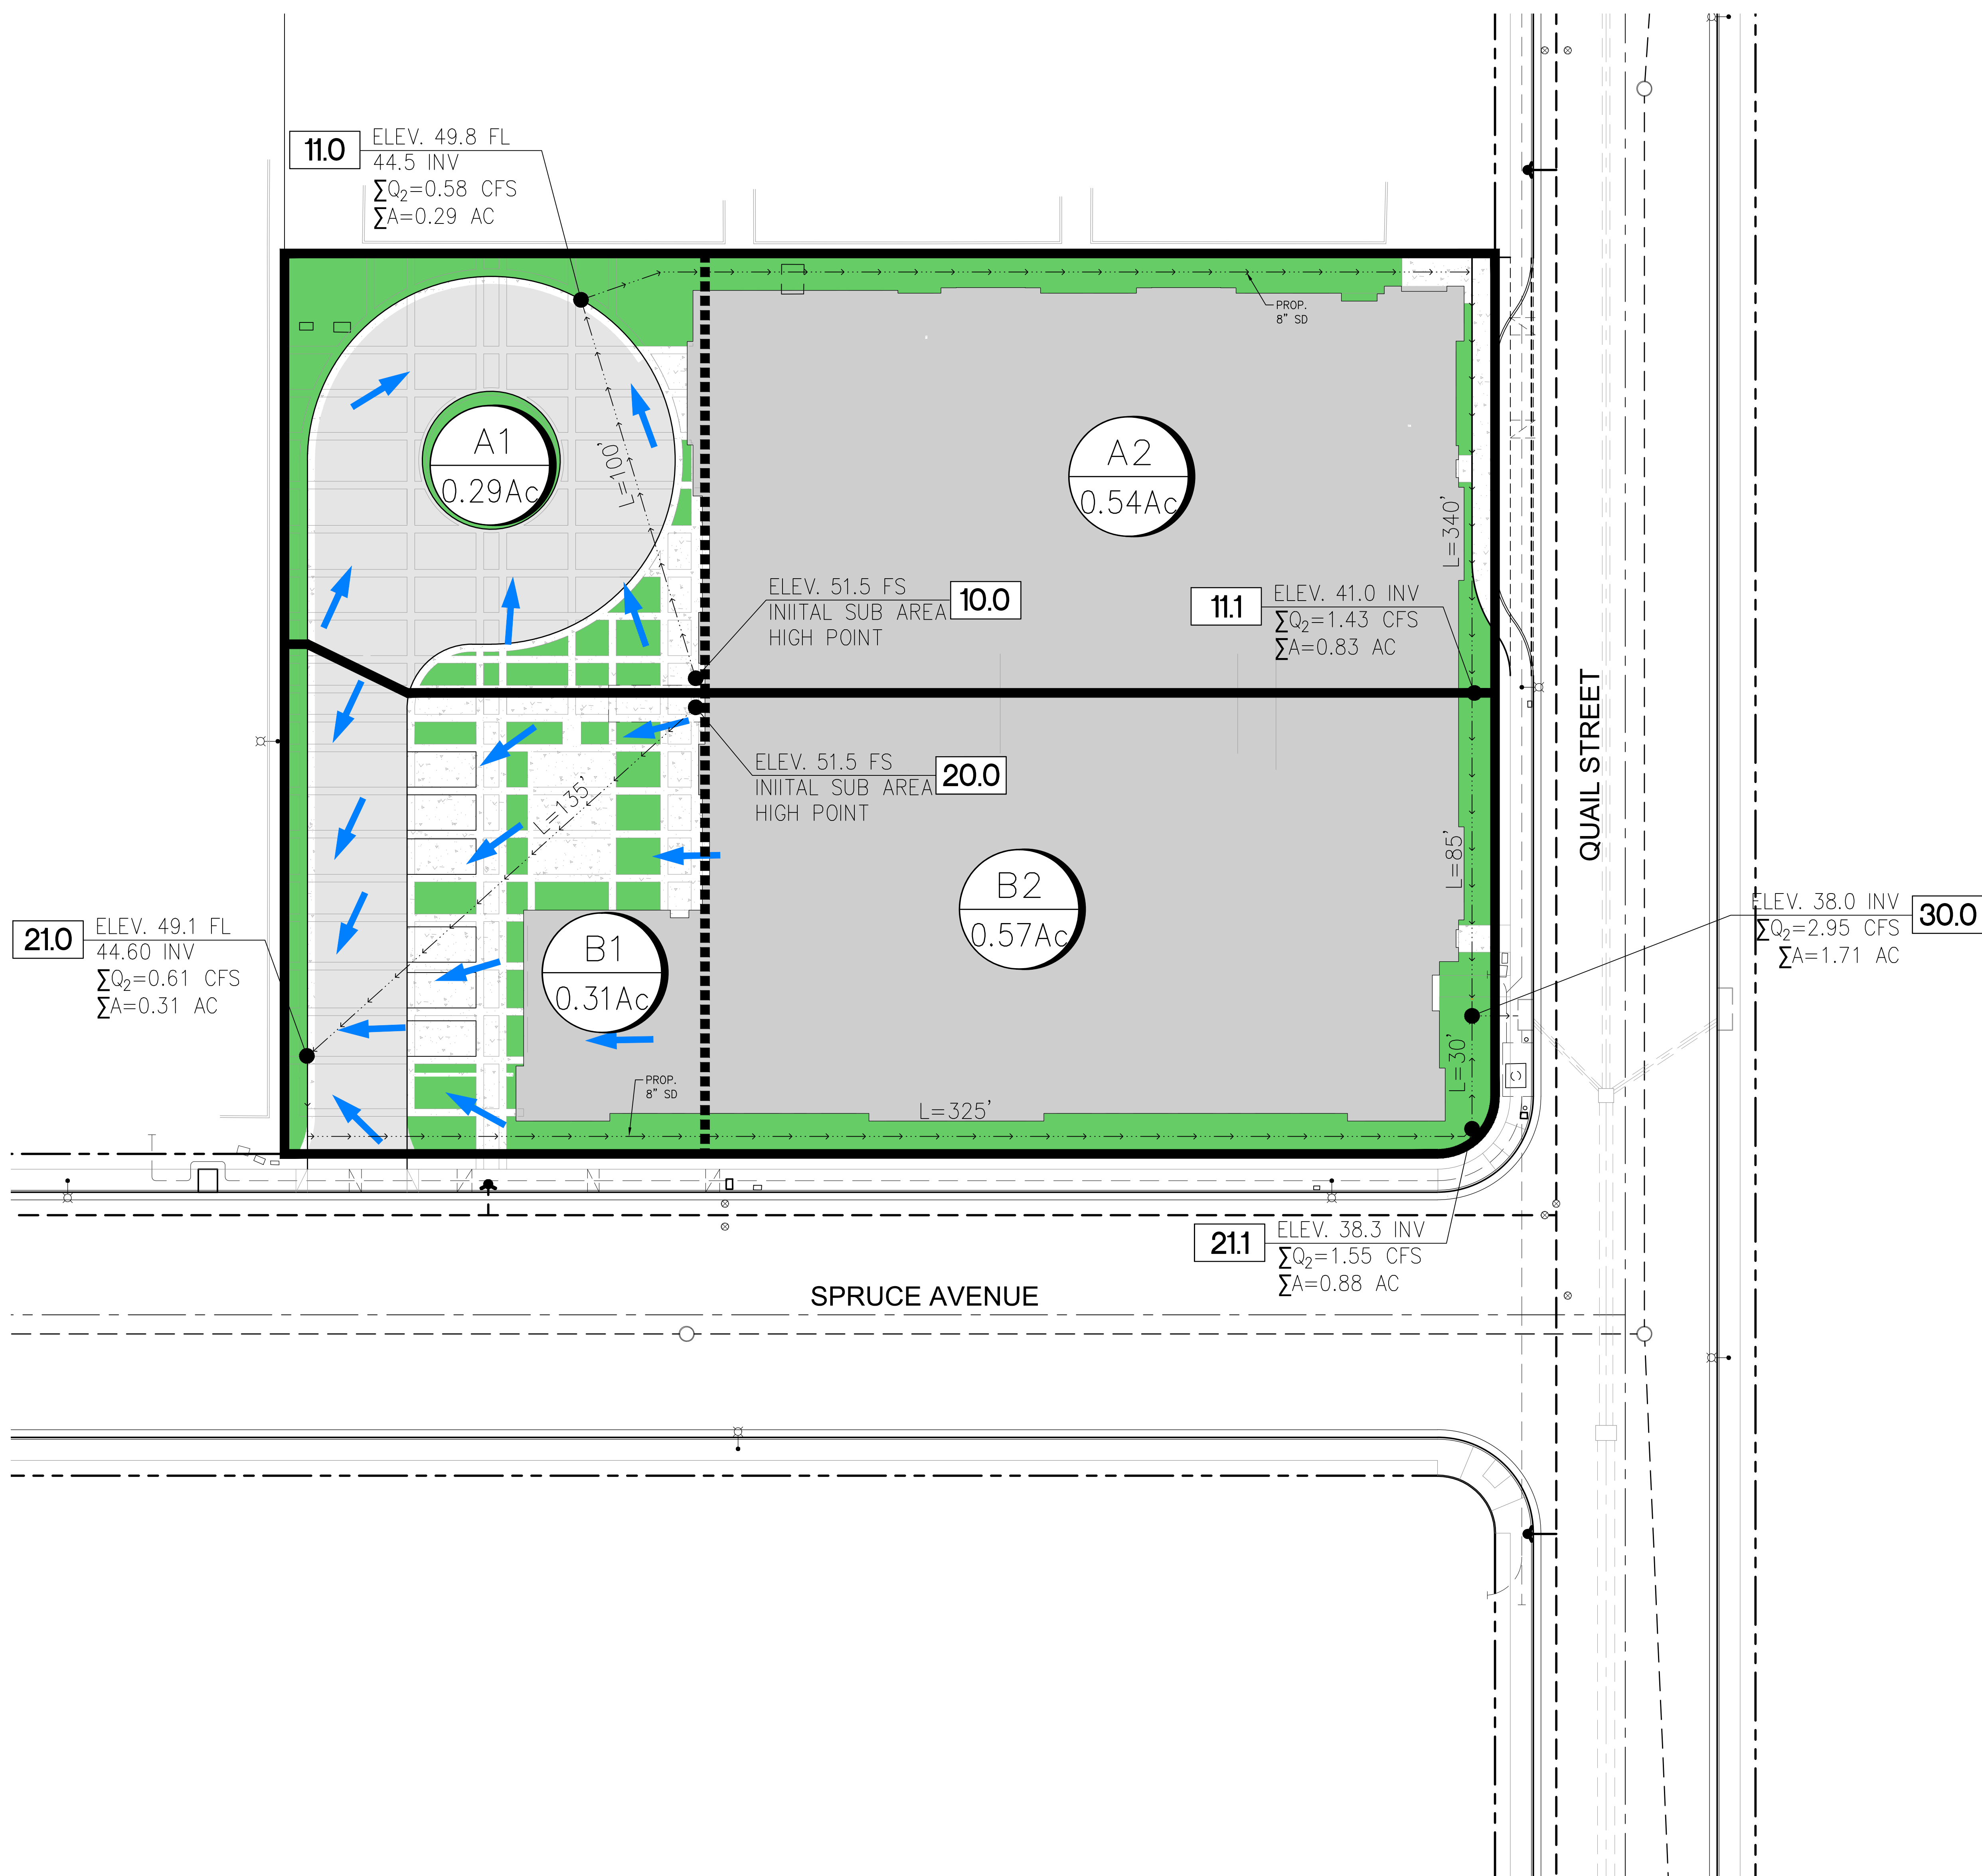 11.0
ELEV. 49.8 FL
44.5 INV
∑Q₂=0.58 CFS
∑A=0.29 AC
PROP.
8" SD
A1
0.29Ac
L=100'
A2
0.54Ac
L=340'
ELEV. 51.5 FS
INIITAL SUB AREA
HIGH POINT
10.0
11.1
ELEV. 41.0 INV
∑Q₂=1.43 CFS
∑A=0.83 AC
QUAIL STREET
ELEV. 51.5 FS
INIITAL SUB AREA
HIGH POINT
20.0
L=135'
L=85'
B2
0.57Ac
21.0
ELEV. 49.1 FL
44.60 INV
∑Q₂=0.61 CFS
∑A=0.31 AC
B1
0.31Ac
ELEV. 38.0 INV
∑Q₂=2.95 CFS
∑A=1.71 AC
30.0
L=30'
PROP.
8" SD
L=325'
21.1
ELEV. 38.3 INV
∑Q₂=1.55 CFS
∑A=0.88 AC
SPRUCE AVENUE